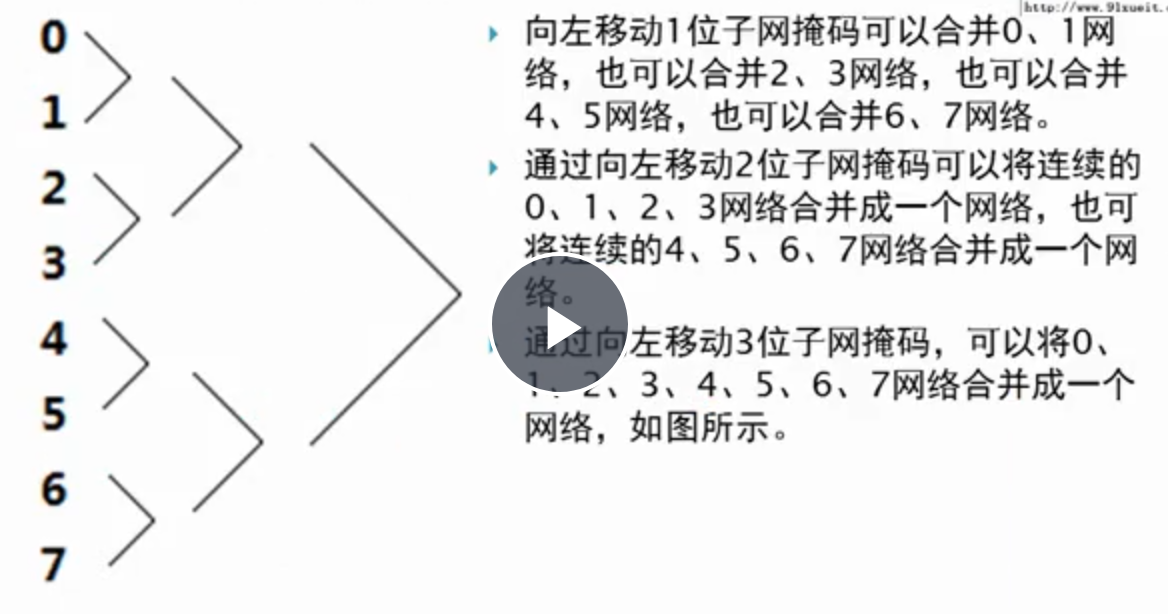 http://www.91xueit.c
0
1
2
3
4
5
6
7
向左移动1位子网掩码可以合并0、1网
络，也可以合并2、3网络，也可以合并
4、5网络，也可以合并6、7网络。
通过向左移动2位子网掩码可以将连续的
0、1、2、3网络合并成一个网络，也可
将连续的4、5、6、7网络合并成一个网
络。
通过向左移动3位子网掩码，可以将0、
1、2、3、4、5、6、7网络合并成一个
网络，如图所示。